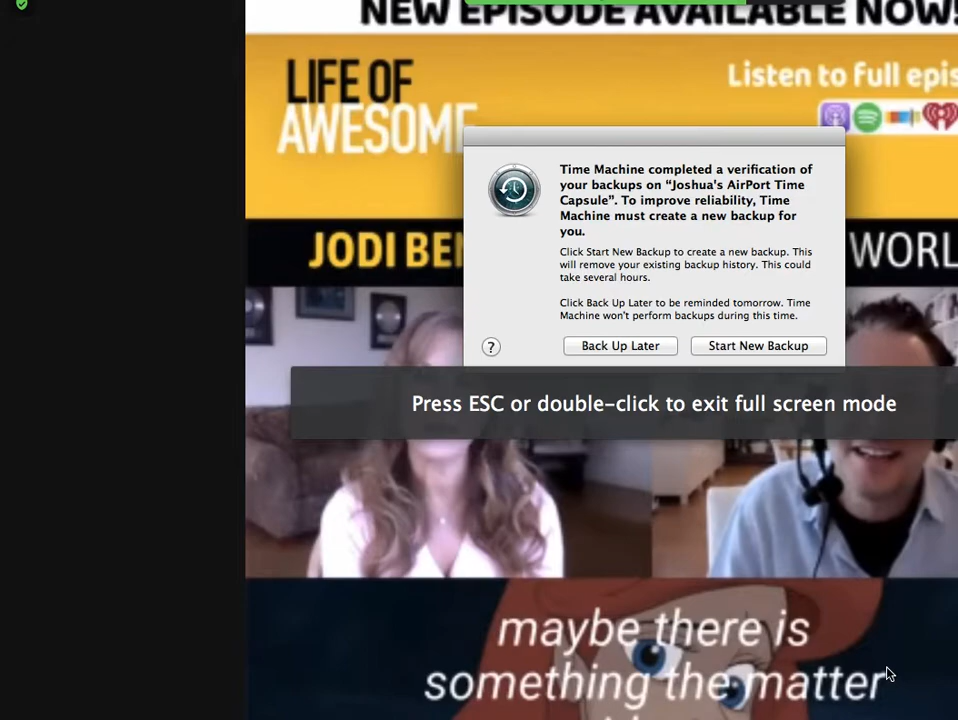 NEW EPISODE AVAILABLE NOW!
LIFE OF
AWESOME
Listen to full
Time Machine completed a verification of
your backups on “Joshua's AirPort Time
Capsule”. To improve reliability, Time
Machine must create a new backup for
you.
JODI
Click Start New Backup to create a new backup. This
will remove your existing backup history. This could
take several hours.
Click Back Up Later to be reminded tomorrow. Time
Machine won't perform backups during this time.
?
Back Up Later
Start New Backup
Press ESC or double-click to exit full screen mode
maybe there is
something the matter